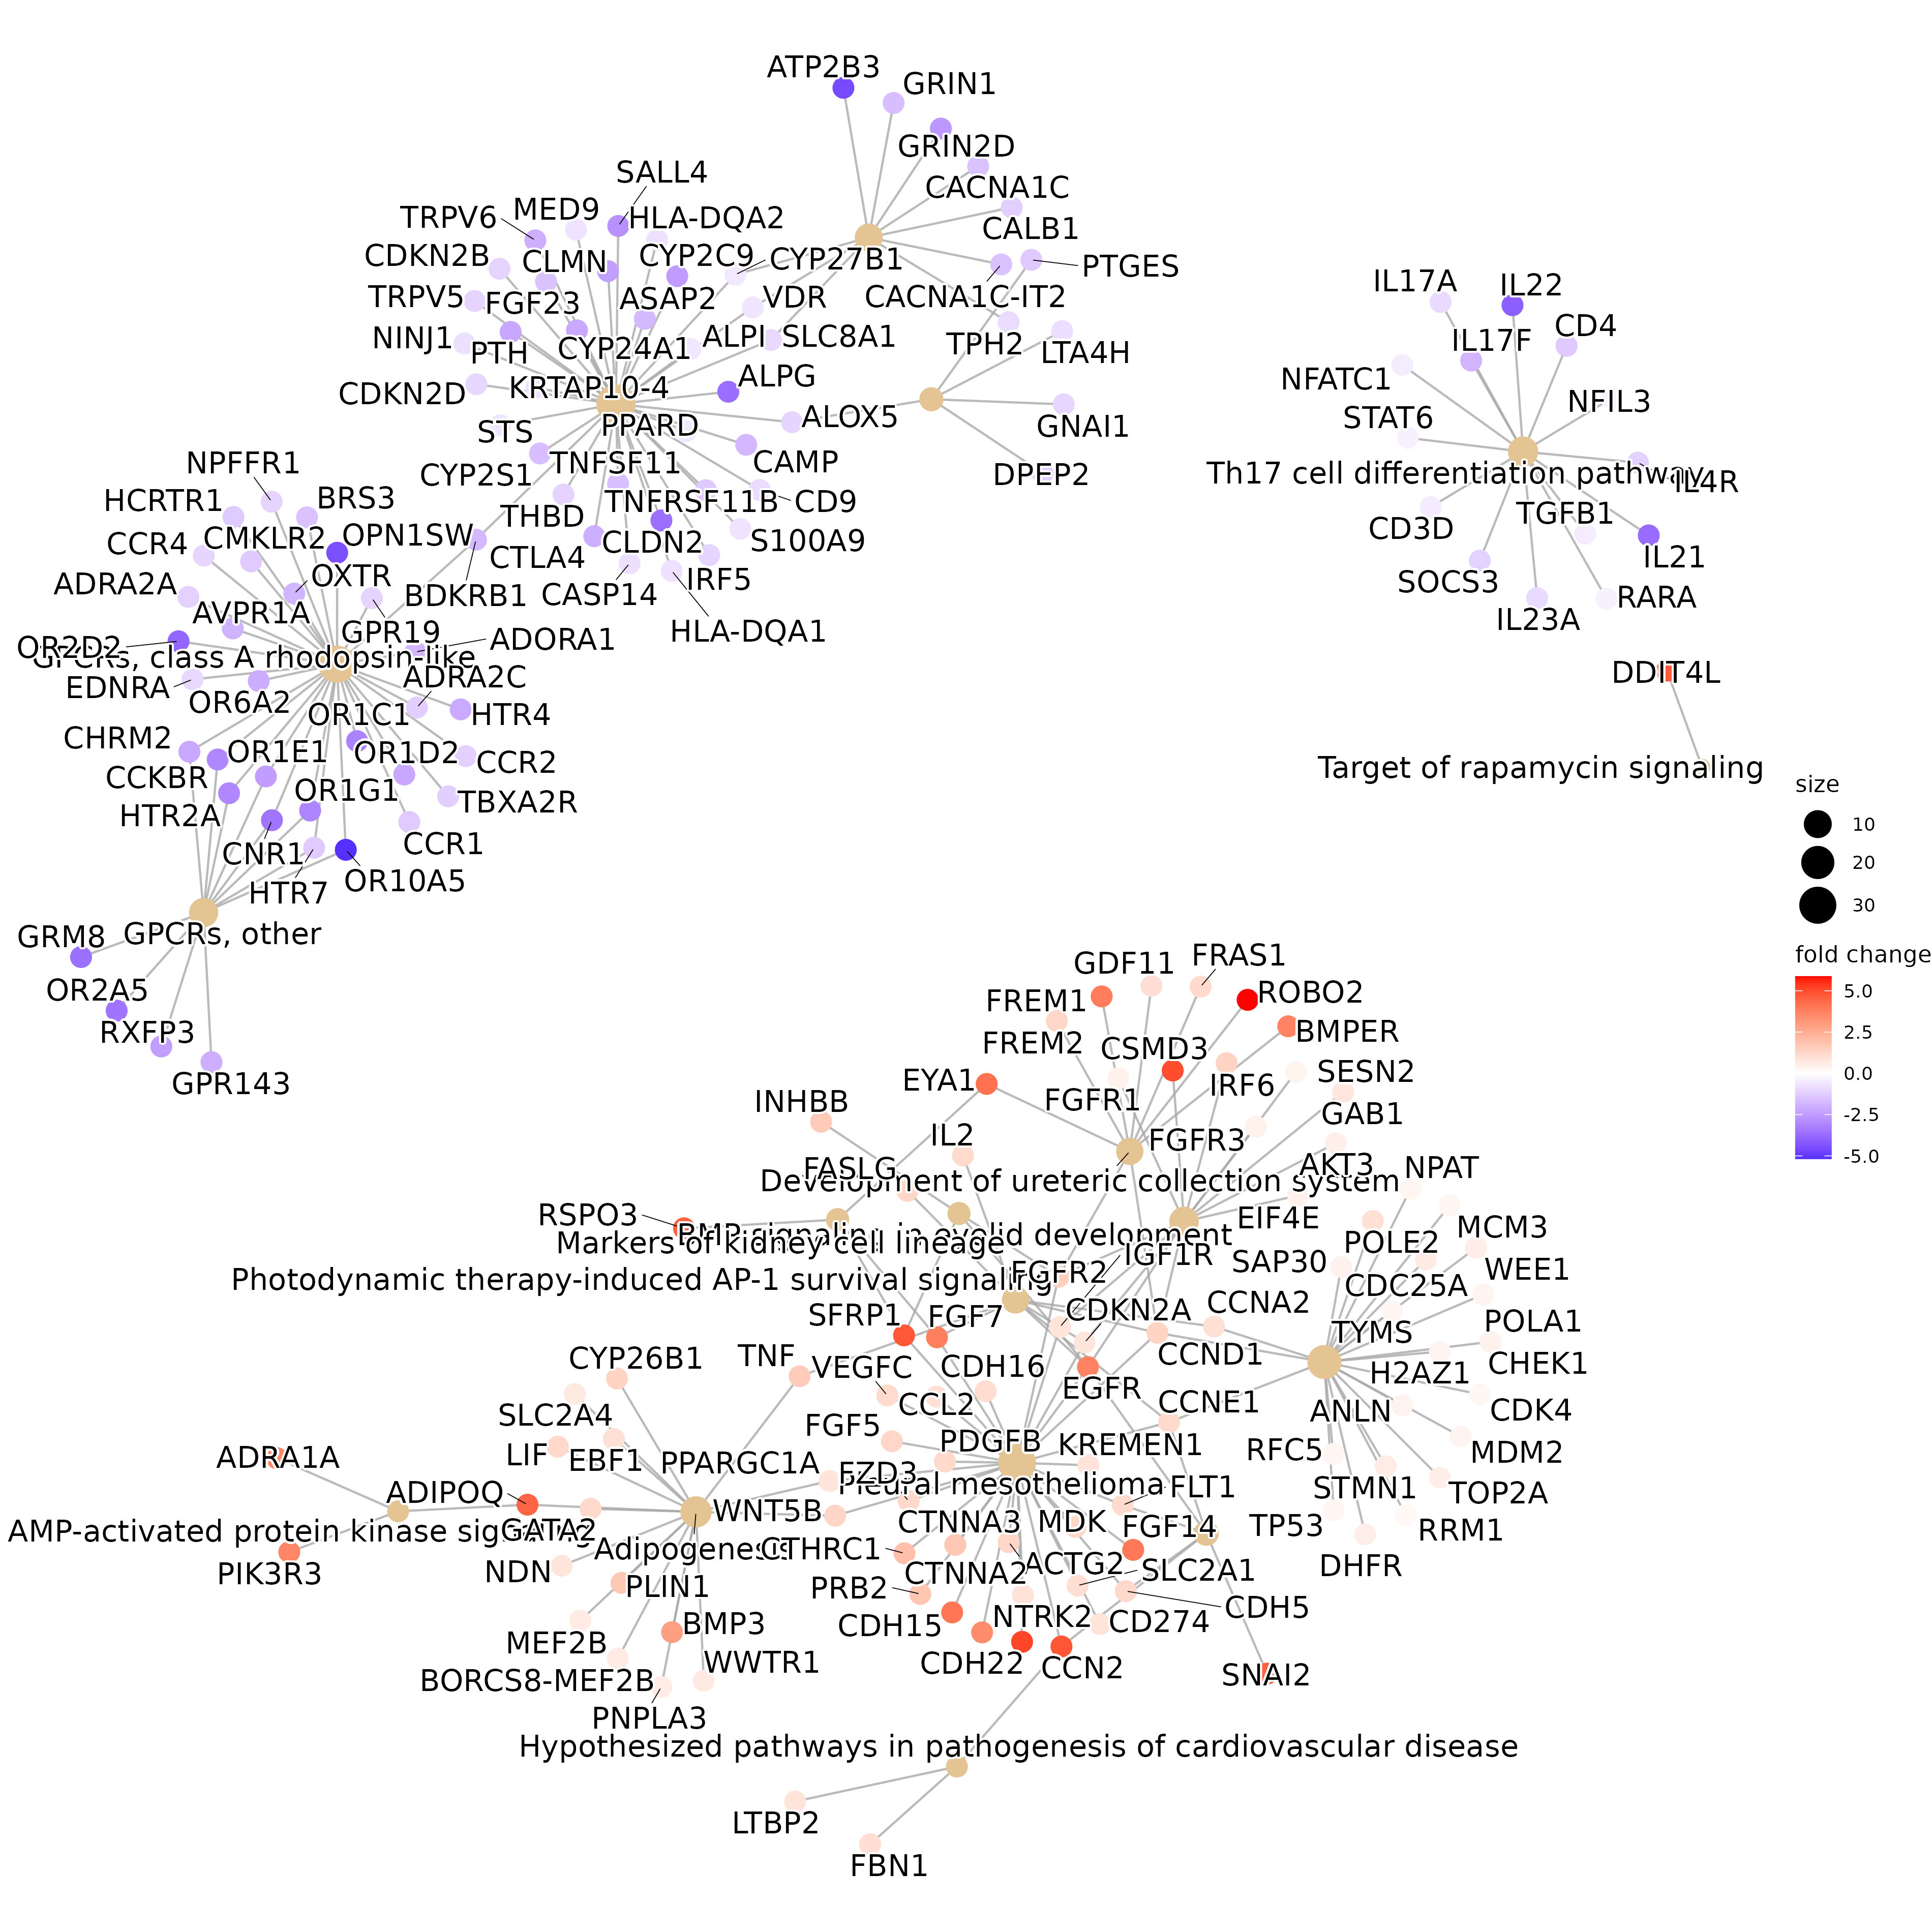 ATP2B3
GRIN1
GRIN2D
CACNA1C
CALB1
SALL4
TRPV6
MED9
HLA-DQA2
CDKN2B
CLMN
CYP2C9
CYP27B1
PTGES
TRPV5
FGF23
ASAP2
VDR
CACNA1C-IT2
NINJ1
PTH
CYP24A1
ALPI
SLC8A1
TPH2
LTA4H
CDKN2D
KRTAP10-4
ALPG
STS
PPARD
ALOX5
GNAI1
CYP2S1
TNFSF11
CAMP
DPEP2
THBD
TNFRSF11B
CD9
CTLA4
CLDN2
S100A9
BDKRB1
CASP14
IRF5
HLA-DQA1
IL17A
IL22
IL17F
CD4
NFATC1
NFIL3
STAT6
Th17 cell differentiation pathway
IL4R
CD3D
TGFB1
IL21
SOCS3
IL23A
RARA
DDIT4L
Target of rapamycin signaling
NPFFR1
HCRTR1
BRS3
CCR4
CMKLR2
OPN1SW
ADRA2A
OXTR
AVPR1A
GPR19
ADORA1
OR2D2
GPCRs, class A rhodopsin-like
EDNRA
OR6A2
ADRA2C
OR1C1
HTR4
CHRM2
OR1E1
OR1D2
CCR2
CCKBR
OR1G1
TBXA2R
HTR2A
CNR1
CCR1
HTR7
OR10A5
GRM8
GPCRs, other
OR2A5
RXFP3
GPR143
size
10
20
30
fold change
5.0
2.5
0.0
-2.5
-5.0
GDF11
FRAS1
FREM1
ROBO2
FREM2
CSMD3
BMPER
EYA1
IRF6
SESN2
INHBB
FGFR1
GAB1
IL2
FGFR3
FASLG
AKT3
NPAT
Development of ureteric collection system
RSPO3
EIF4E
MCM3
BMP signaling in eyelid development
Markers of kidney cell lineage
IGF1R
SAP30
POLE2
WEE1
Photodynamic therapy-induced AP-1 survival signaling
FGFR2
CDC25A
SFRP1
FGF7
CDKN2A
CCNA2
POLA1
TYMS
CYP26B1
TNF
VEGFC
CDH16
CCND1
H2AZ1
CHEK1
EGFR
SLC2A4
CCL2
CCNE1
ANLN
CDK4
FGF5
LIF
EBF1
PPARGC1A
PDGFB
KREMEN1
RFC5
MDM2
ADRA1A
FZD3
Pleural mesothelioma
FLT1
STMN1
TOP2A
ADIPOQ
WNT5B
CTNNA3
MDK
FGF14
TP53
RRM1
AMP-activated protein kinase signaling
GATA2
Adipogenesis
CTHRC1
ACTG2
SLC2A1
DHFR
PIK3R3
NDN
PLIN1
PRB2
CTNNA2
CDH5
MEF2B
BMP3
CDH15
NTRK2
CD274
BORCS8-MEF2B
WWTR1
CDH22
CCN2
SNAI2
PNPLA3
Hypothesized pathways in pathogenesis of cardiovascular disease
LTBP2
FBN1